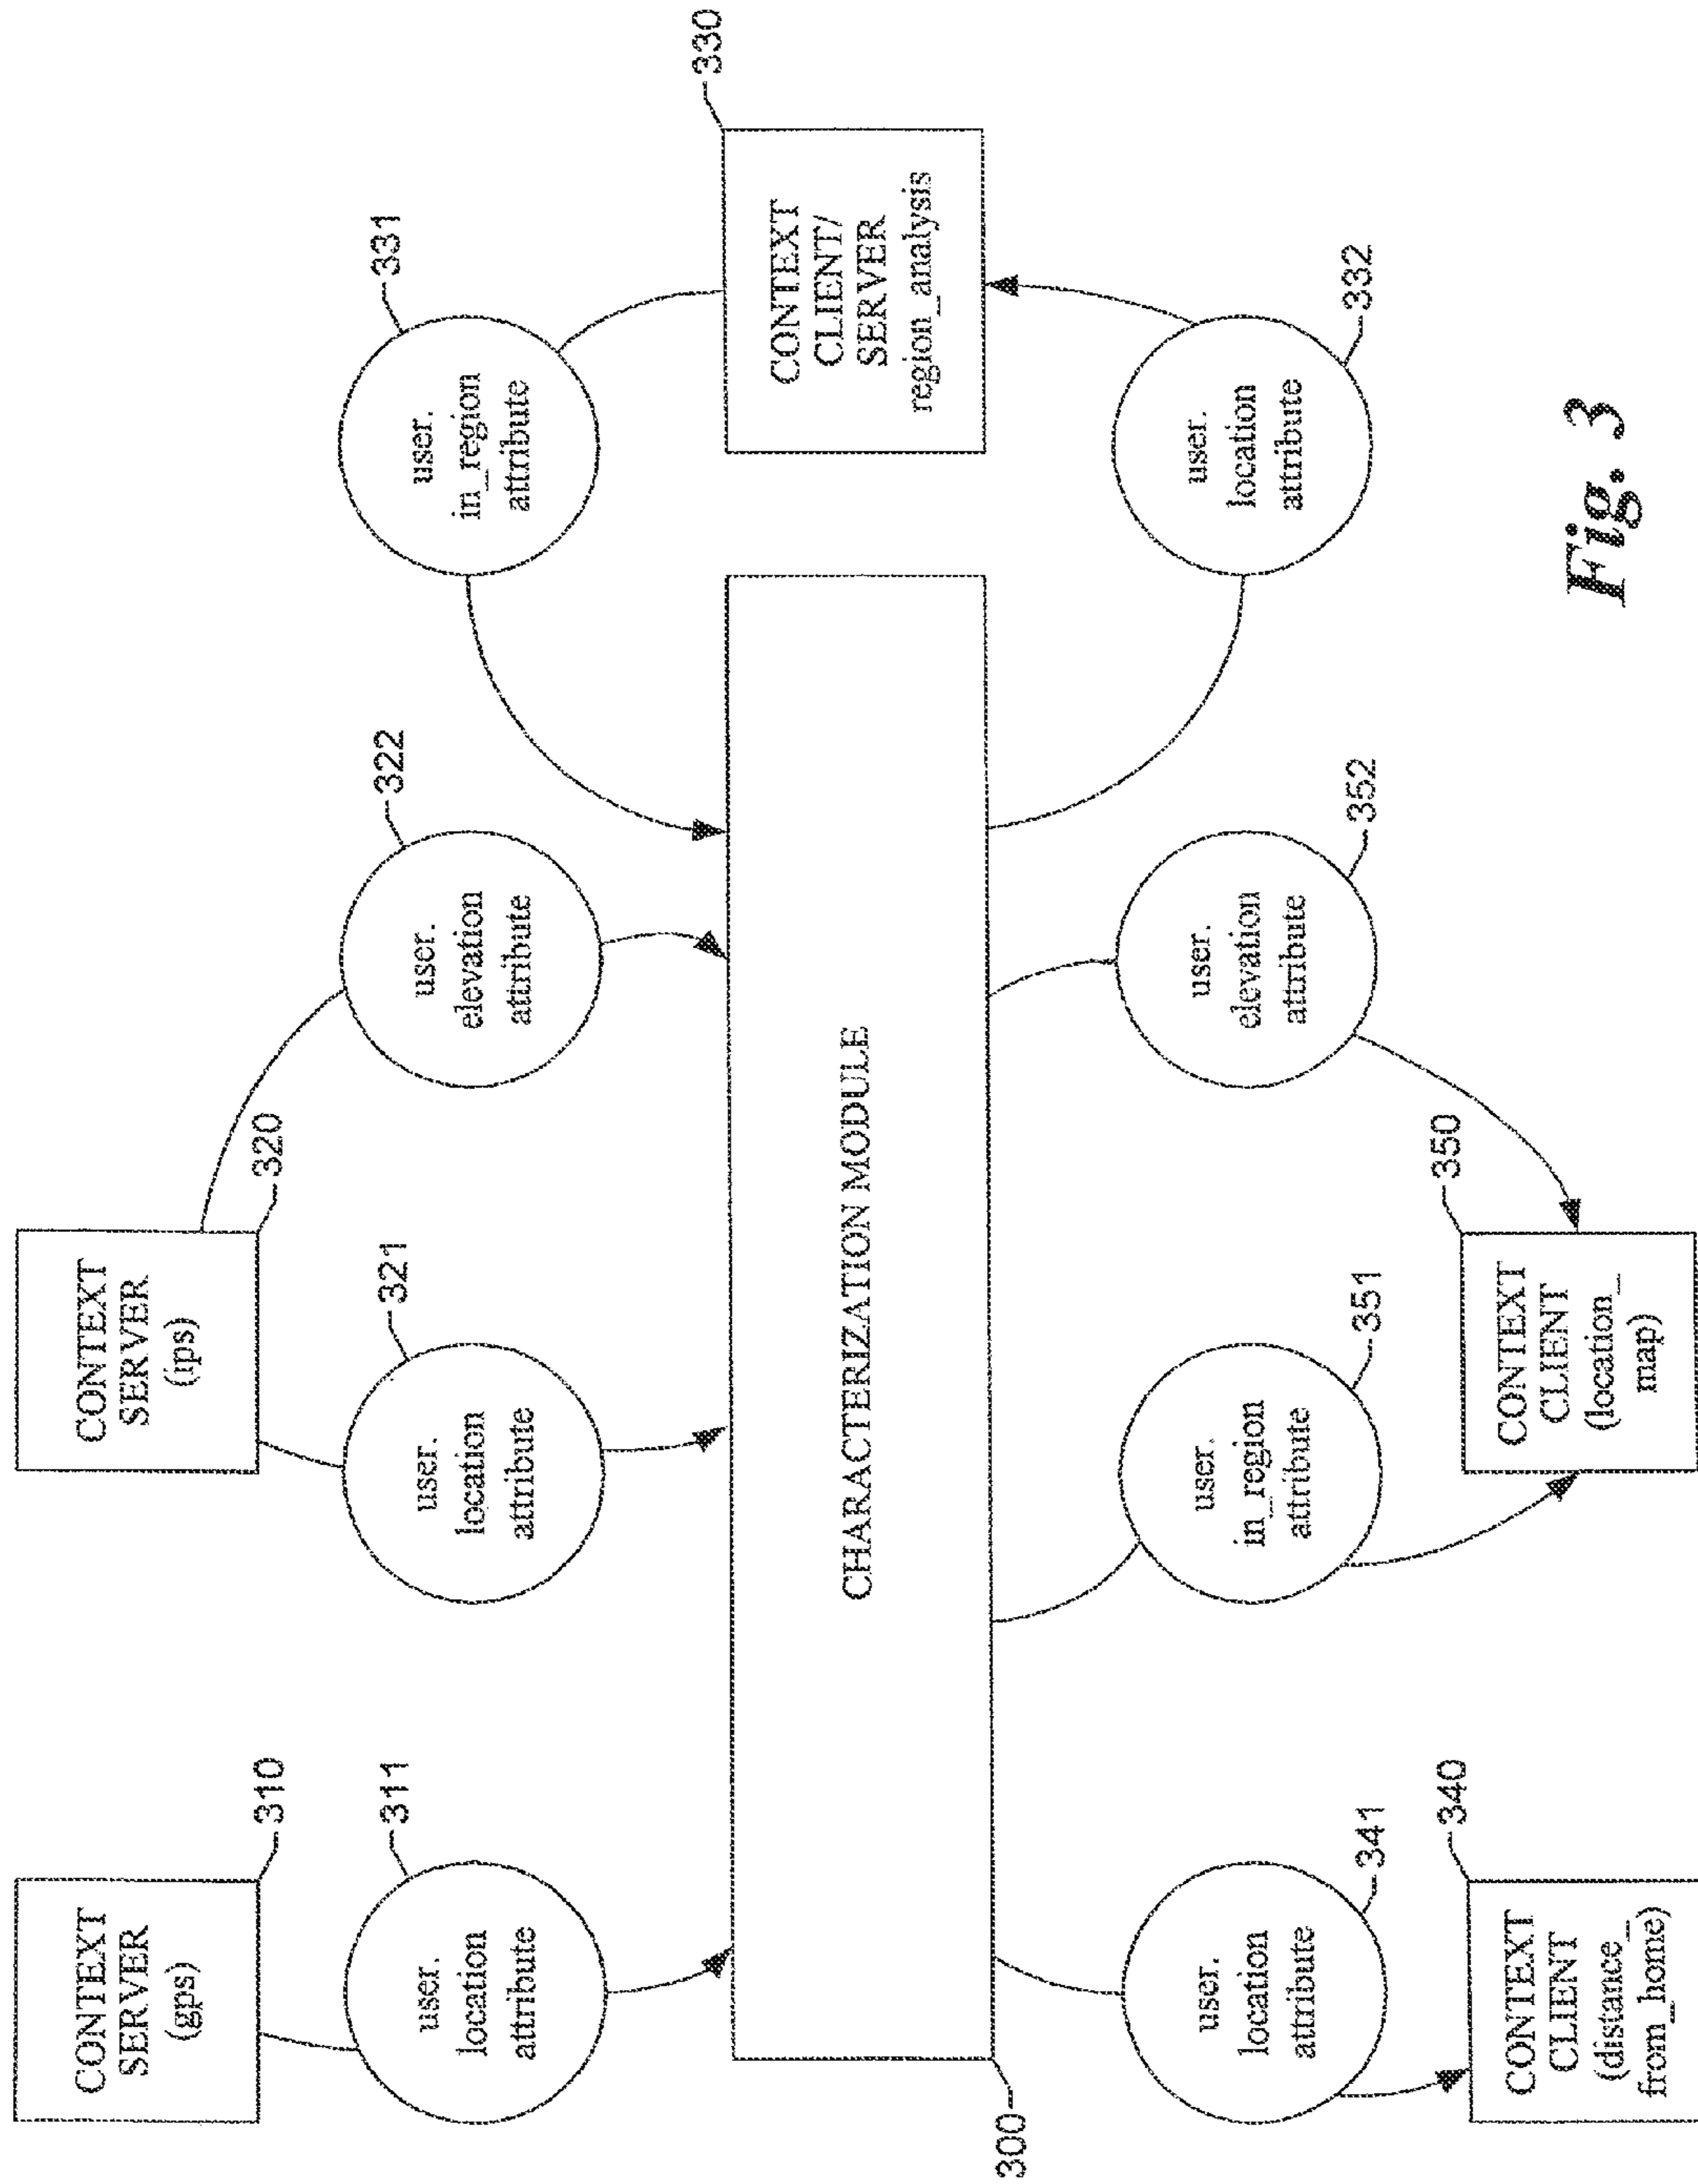 CONTEXT
SERVER
(gps)
310
user.
location
attribute
311
CONTEXT
SERVER
(ips)
320
user.
location
attribute
321
user.
elevation
attribute
322
user.
in_region
attribute
331
CHARACTERIZATION MODULE
300
CONTEXT
CLIENT/
SERVER
region_analysis
330
user.
location
attribute
341
user.
in_region
attribute
351
user.
elevation
attribute
352
user.
location
attribute
332
CONTEXT
CLIENT
(distance_
from_home)
340
CONTEXT
CLIENT
(location_
map)
350
Fig. 3